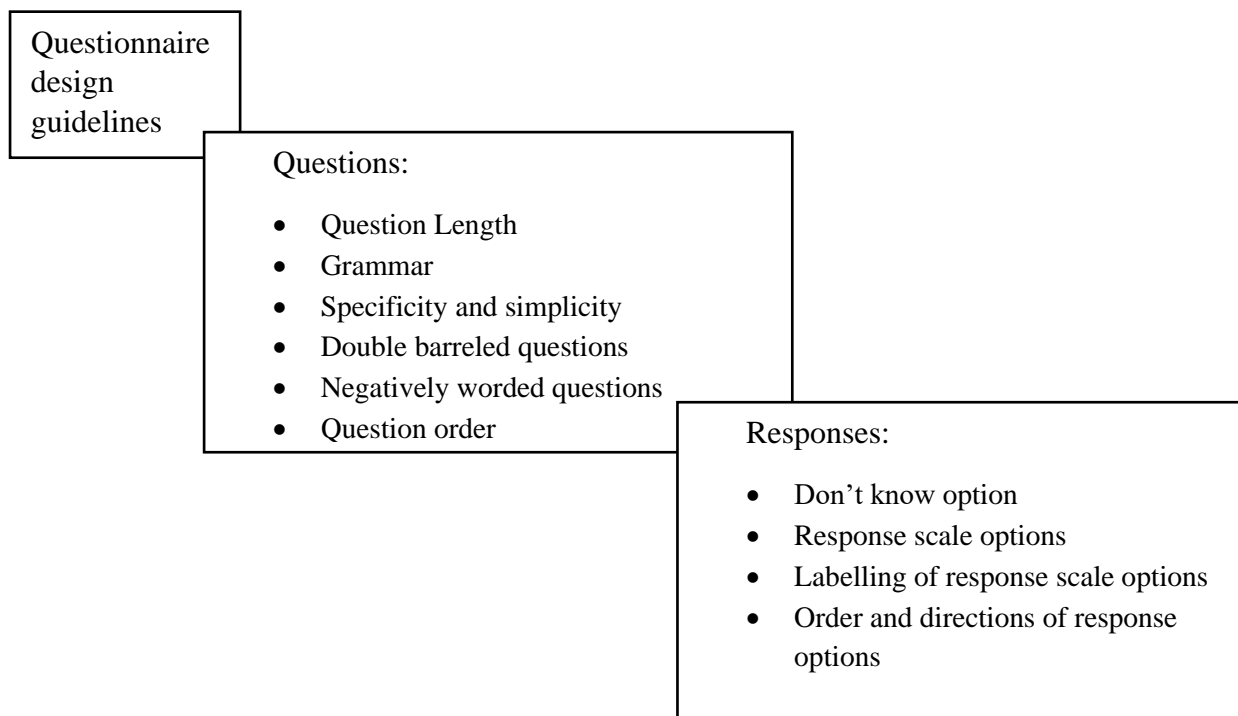 Questionnaire
design
guidelines
Questions:
• Question Length
• Grammar
• Specificity and simplicity
• Double barreled questions
• Negatively worded questions
• Question order
Responses:
• Don’t know option
• Response scale options
• Labelling of response scale options
• Order and directions of response
options